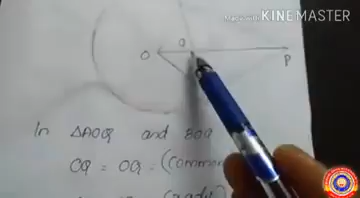 Made with KINEMASTER
O Q P
In ΔAOQ and BOQ
OQ = OQ = (common